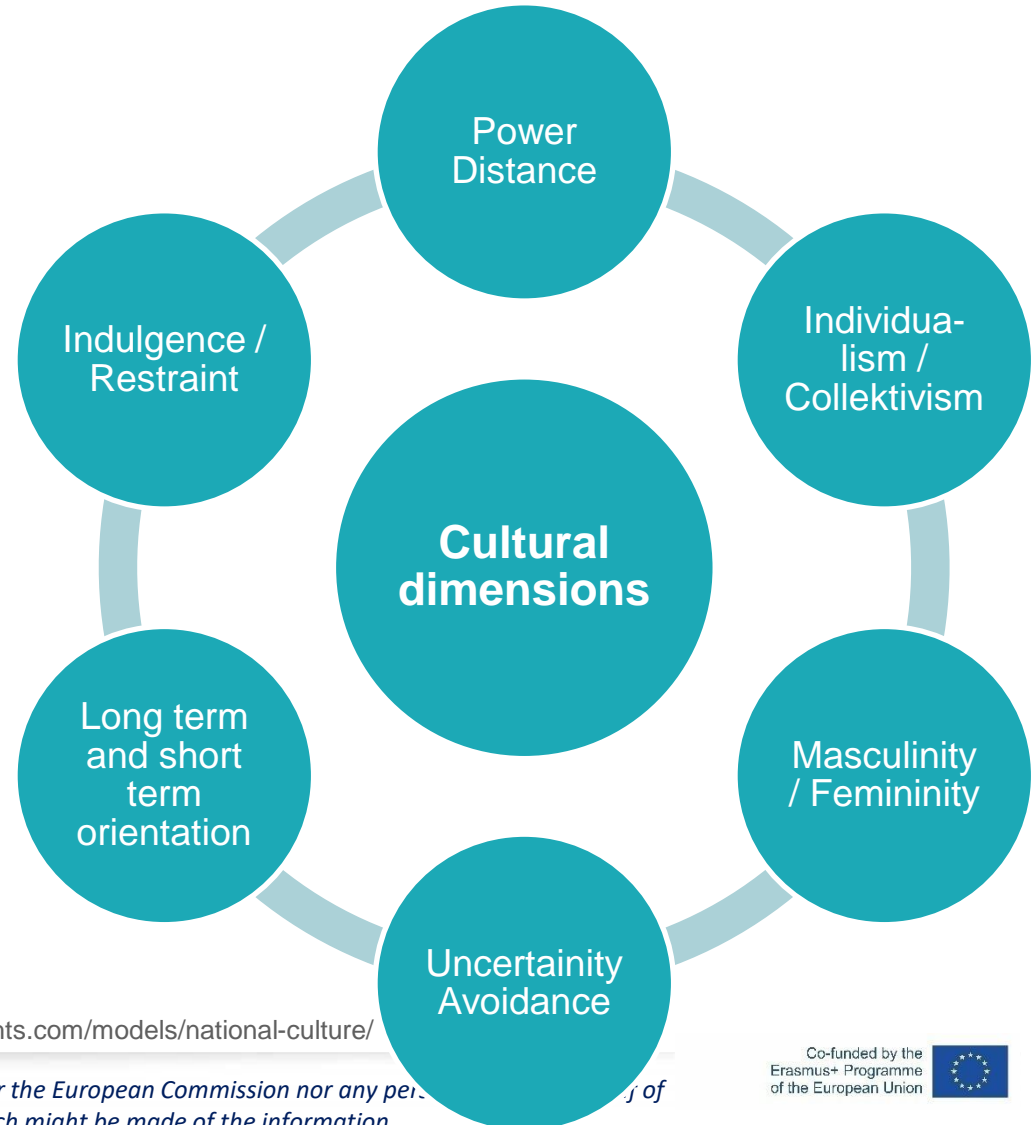 Power
Distance
Individua-
lism /
Collektivism
Masculinity
/ Femininity
Uncertainity
Avoidance
Long term
and short
term
orientation
Indulgence /
Restraint
Cultural
dimensions
nts.com/models/national-culture/
r the European Commission nor any of
ch might be made of the information
Co-funded by the
Erasmus+ Programme
of the European Union